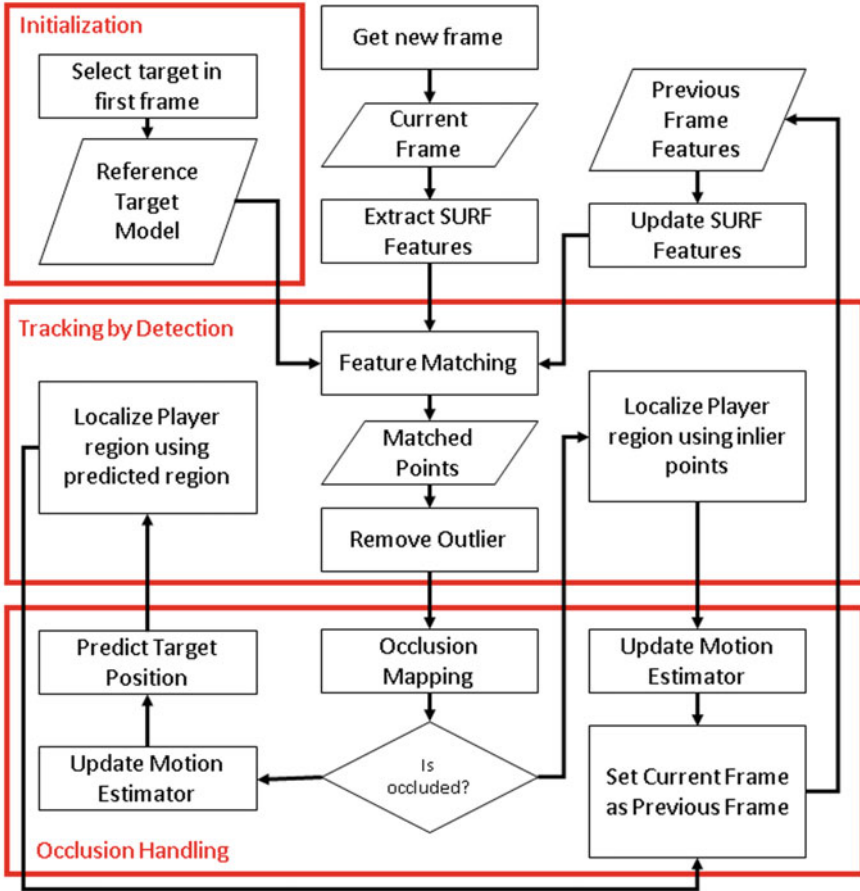 Initialization
Select target in
first frame
Reference
Target
Model
Get new frame
Current
Frame
Extract SURF
Features
Previous
Frame
Features
Update SURF
Features
Tracking by Detection
Feature Matching
Matched
Points
Remove Outlier
Localize Player
region using
predicted region
Localize Player
region using inlier
points
Predict Target
Position
Update Motion
Estimator
Occlusion
Mapping
Is
occluded?
Update Motion
Estimator
Set Current Frame
as Previous Frame
Occlusion Handling